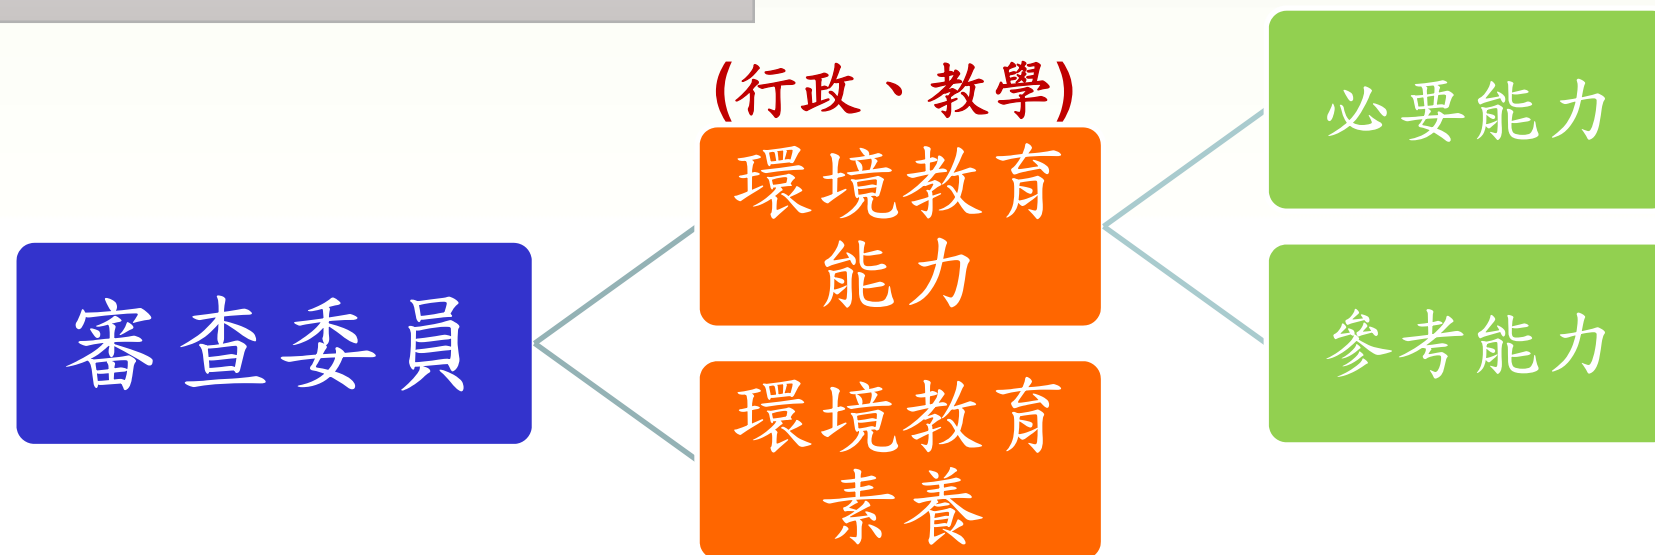 審查委員
(行政、教學)
環境教育
能力
環境教育
素養
必要能力
參考能力